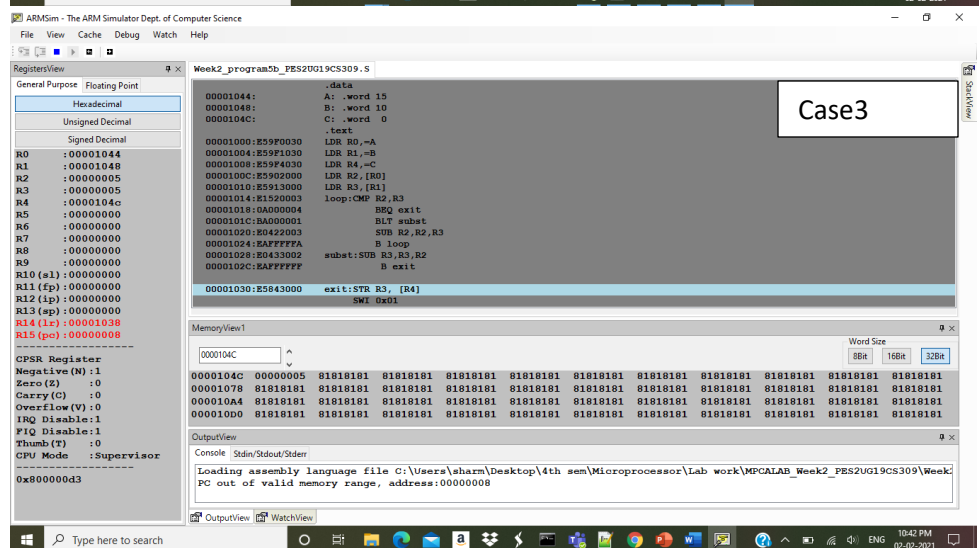 02-02-2021
ARMSim - The ARM Simulator Dept. of Computer Science
File View Cache Debug Watch Help
RegistersView
General Purpose Floating Point
Hexadecimal
Unsigned Decimal
Signed Decimal
R0 :00001044
R1 :00001048
R2 :00000005
R3 :00000005
R4 :0000104c
R5 :00000000
R6 :00000000
R7 :00000000
R8 :00000000
R9 :00000000
R10(sl):00000000
R11(fp):00000000
R12(ip):00000000
R13(sp):00000000
R14(lr):00001038
R15(pc):00000008
CPSR Register
Negative(N):1
Zero(Z) :0
Carry(C) :0
Overflow(V):0
IRQ Disable:1
FIQ Disable:1
Thumb(T) :0
CPU Mode :Supervisor
0x800000d3
Week2_program5b_PES2UG19CS309.S
.data
00001044: A: .word 15
00001048: B: .word 10
0000104C: C: .word 0
.text
00001000:E59F0030 LDR R0,=A
00001004:E59F1030 LDR R1,=B
00001008:E59F4030 LDR R4,=C
0000100C:E5902000 LDR R2,[R0]
00001010:E5913000 LDR R3,[R1]
00001014:E1520003 loop:CMP R2,R3
00001018:0A000004 BEQ exit
0000101C:BA000001 BLT subst
00001020:E0422003 SUB R2,R2,R3
00001024:EAFFFFFA B loop
00001028:E0433002 subst:SUB R3,R3,R2
0000102C:EAFFFFFF B exit
00001030:E5843000 exit:STR R3, [R4]
SWI 0x01
Case3
StackView
MemoryView1
0000104C
Word Size
8Bit 16Bit 32Bit
0000104C 00000005 81818181 81818181 81818181 81818181 81818181 81818181 81818181 81818181 81818181 81818181
00001078 81818181 81818181 81818181 81818181 81818181 81818181 81818181 81818181 81818181 81818181 81818181
000010A4 81818181 81818181 81818181 81818181 81818181 81818181 81818181 81818181 81818181 81818181 81818181
000010D0 81818181 81818181 81818181 81818181 81818181 81818181 81818181 81818181 81818181 81818181 81818181
OutputView
Console Stdin/Stdout/Stderr
Loading assembly language file C:\Users\sharm\Desktop\4th sem\Microprocessor\Lab work\MPCALAB_Week2_PES2UG19CS309\Week2
PC out of valid memory range, address:00000008
OutputView WatchView
Type here to search
ENG
10:42 PM
02-02-2021